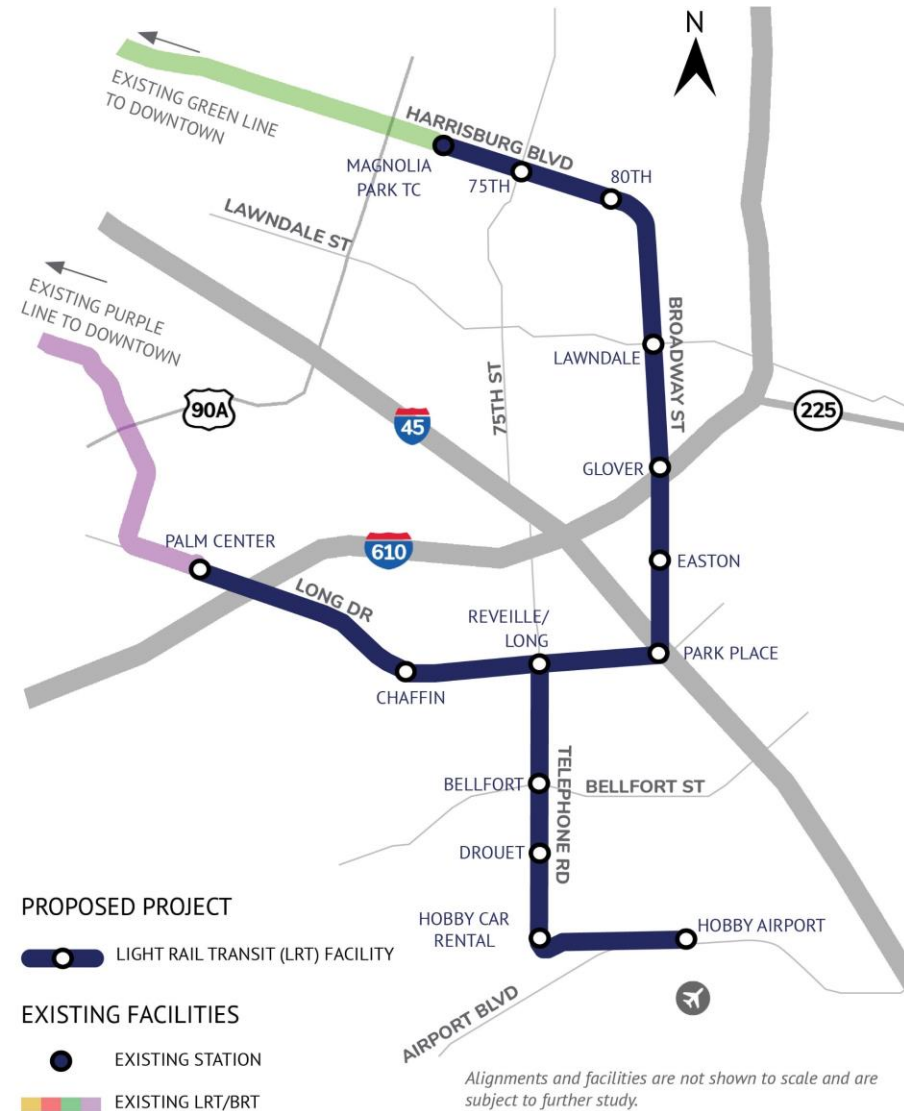 N
EXISTING GREEN LINE
TO DOWNTOWN
HARRISBURG BLVD
MAGNOLIA
PARK TC
75TH
80TH
LAWNDALE ST
EXISTING PURPLE
LINE TO DOWNTOWN
BROADWAY ST
LAWNDALE
75TH ST
90A
45
225
GLOVER
PALM CENTER
610
EASTON
LONG DR
REVEILLE/
LONG
PARK PLACE
CHAFFIN
TELEPHONE RD
BELLFORT
BELLFORT ST
DROUET
HOBBY CAR
RENTAL
HOBBY AIRPORT
AIRPORT BLVD
PROPOSED PROJECT
LIGHT RAIL TRANSIT (LRT) FACILITY
EXISTING FACILITIES
EXISTING STATION
EXISTING LRT/BRT
Alignments and facilities are not shown to scale and are
subject to further study.